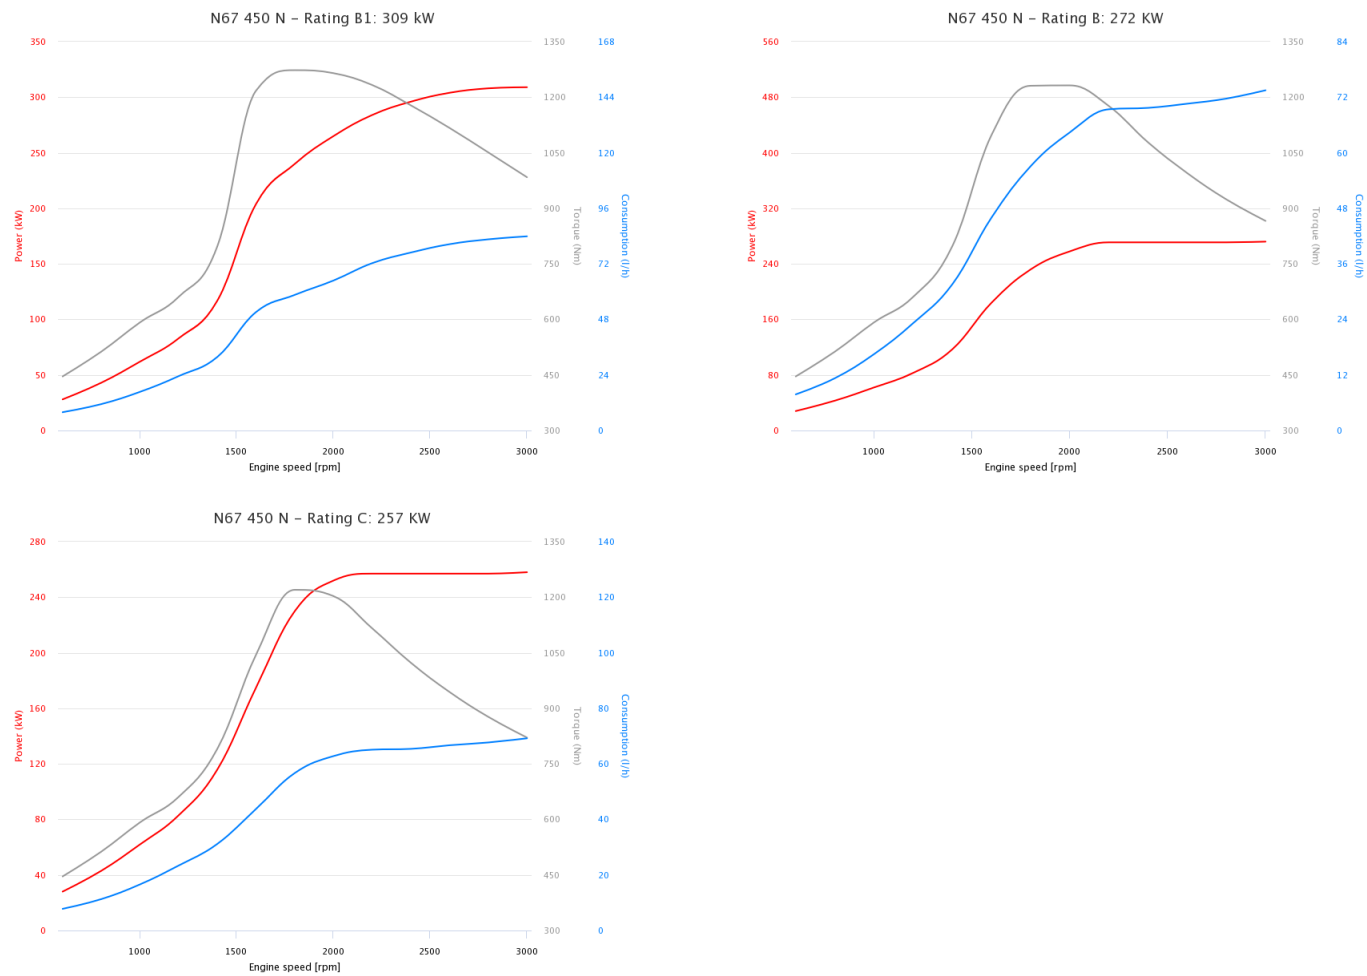 N67 450 N – Rating B1: 309 kW
350 1350 168
300 1200 144
250 1050 120
200 900 96
150 750 72
100 600 48
50 450 24
0 300 0
Power (kW)
Torque (Nm)
Consumption (l/h)
1000 1500 2000 2500 3000
Engine speed [rpm]
N67 450 N – Rating B: 272 KW
560 1350 84
480 1200 72
400 1050 60
320 900 48
240 750 36
160 600 24
80 450 12
0 300 0
Power (kW)
Torque (Nm)
Consumption (l/h)
1000 1500 2000 2500 3000
Engine speed [rpm]
N67 450 N – Rating C: 257 KW
280 1350 140
240 1200 120
200 1050 100
160 900 80
120 750 60
80 600 40
40 450 20
0 300 0
Power (kW)
Torque (Nm)
Consumption (l/h)
1000 1500 2000 2500 3000
Engine speed [rpm]